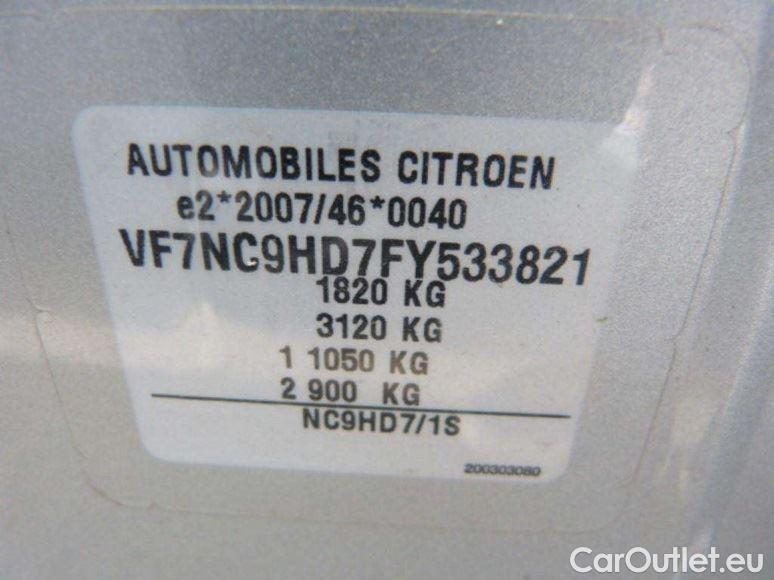 AUTOMOBILES CITROEN
e2*2007/46*0040
VF7NC9HD7FY533821
1820 KG
3120 KG
1 1050 KG
2 900 KG
NC9HD7/1S
200303080
CarOutlet.eu